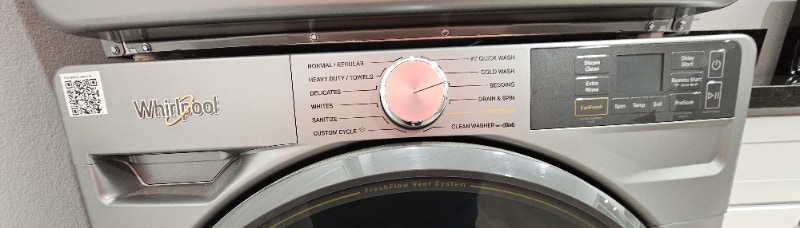 Whirlpool
NORMAL / REGULAR
HEAVY DUTY / TOWELS
DELICATES
WHITES
SANITIZE
CUSTOM CYCLE
QUICK WASH
COLD WASH
BEDDING
DRAIN & SPIN
CLEAN WASHER
Steam
Clean
Extra
Rinse
FanFresh
Spin
Temp
Soil
Delay
Start
Remote Start
PreSoak
FreshFlow Vent System